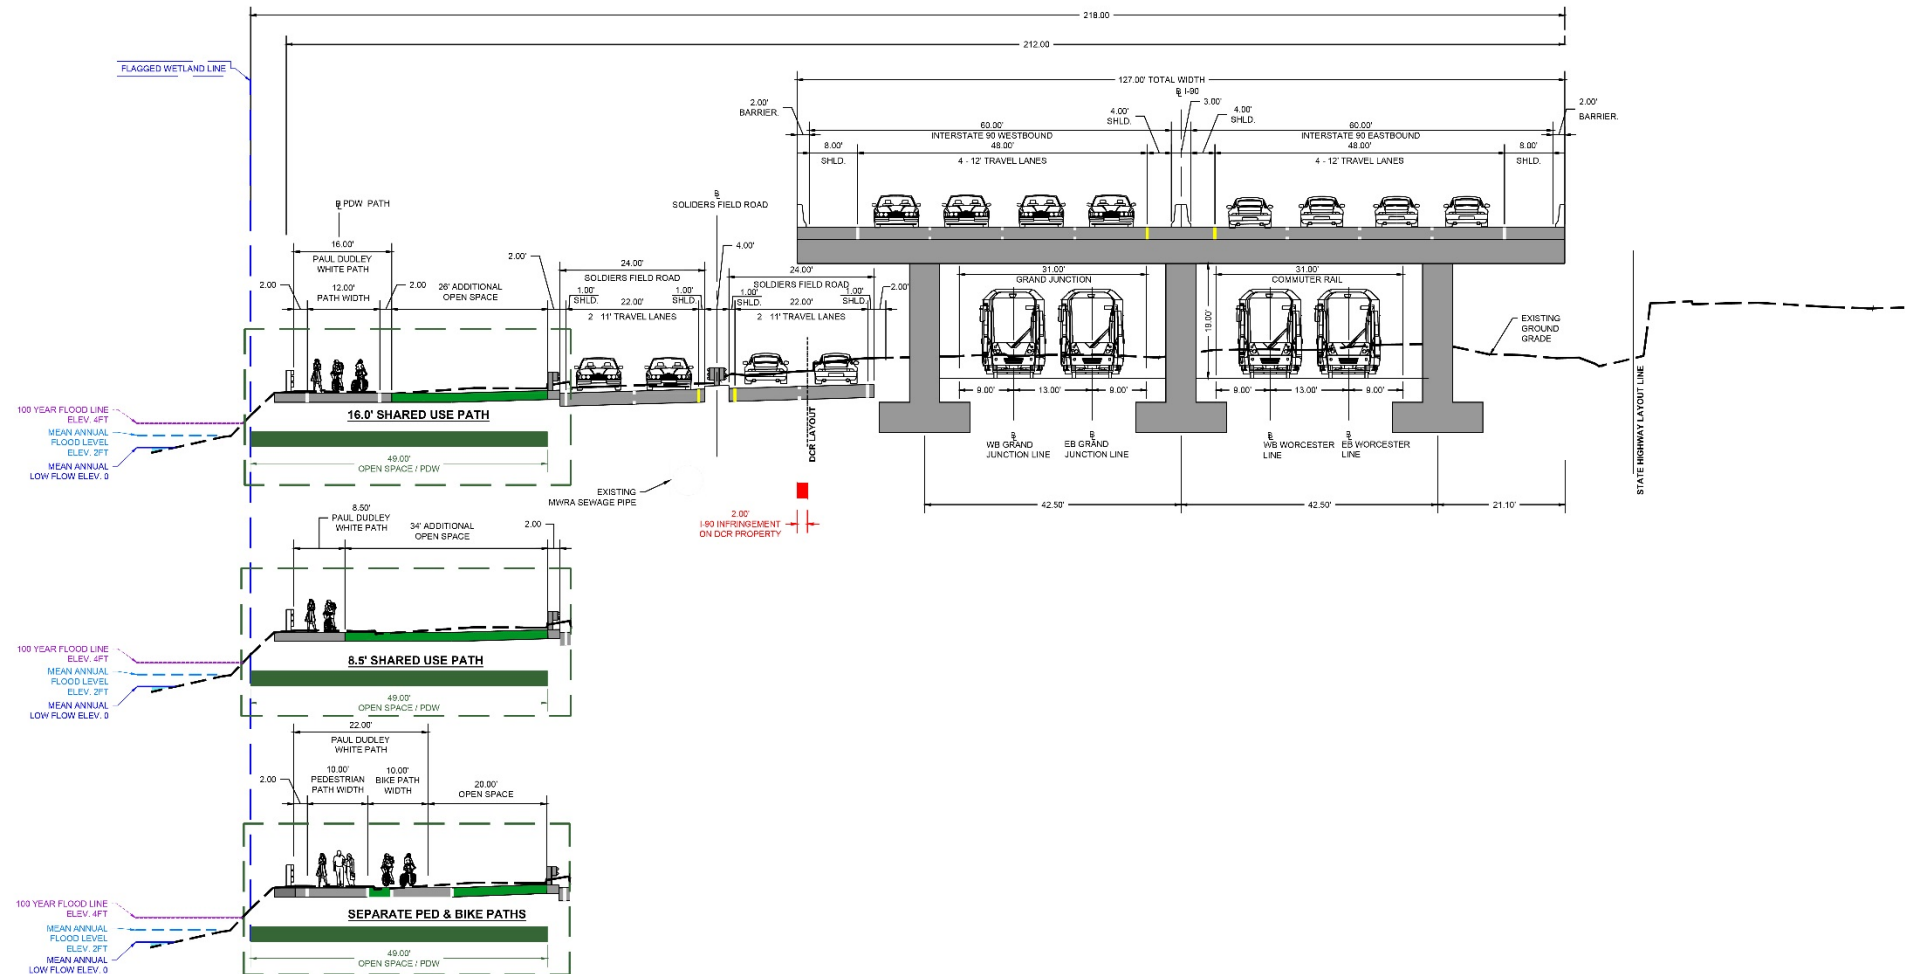 218.00
212.00
FLAGGED WETLAND LINE
127.00' TOTAL WIDTH
I-90
2.00'
BARRIER.
4.00'
SHLD.
3.00'
4.00'
SHLD.
2.00'
BARRIER.
60.00'
INTERSTATE 90 WESTBOUND
60.00'
INTERSTATE 90 EASTBOUND
8.00'
SHLD.
48.00'
4 - 12' TRAVEL LANES
48.00'
4 - 12' TRAVEL LANES
8.00'
SHLD.
PDW PATH
SOLIDERS FIELD ROAD
16.00'
PAUL DUDLEY
WHITE PATH
2.00
12.00'
PATH WIDTH
2.00
26' ADDITIONAL
OPEN SPACE
2.00'
24.00'
SOLDIERS FIELD ROAD
4.00'
24.00'
SOLDIERS FIELD ROAD
1.00'
SHLD.
22.00'
1.00'
SHLD.
2 11' TRAVEL LANES
1.00'
SHLD.
22.00'
1.00'
SHLD.
2 11' TRAVEL LANES
2.00'
31.00'
GRAND JUNCTION
31.00'
COMMUTER RAIL
19.00'
EXISTING
GROUND
GRADE
9.00'
13.00'
9.00'
9.00'
13.00'
9.00'
WB GRAND
JUNCTION LINE
EB GRAND
JUNCTION LINE
WB WORCESTER
LINE
EB WORCESTER
LINE
DCR LAYOUT
STATE HIGHWAY LAYOUT LINE
100 YEAR FLOOD LINE
ELEV. 4FT
MEAN ANNUAL
FLOOD LEVEL
ELEV. 2FT
MEAN ANNUAL
LOW FLOW ELEV. 0
16.0' SHARED USE PATH
49.00'
OPEN SPACE / PDW
EXISTING
MWRA SEWAGE PIPE
2.00'
I-90 INFRINGEMENT
ON DCR PROPERTY
42.50'
42.50'
21.10'
8.50'
PAUL DUDLEY
WHITE PATH
34' ADDITIONAL
OPEN SPACE
2.00
100 YEAR FLOOD LINE
ELEV. 4FT
MEAN ANNUAL
FLOOD LEVEL
ELEV. 2FT
MEAN ANNUAL
LOW FLOW ELEV. 0
8.5' SHARED USE PATH
49.00'
OPEN SPACE / PDW
22.00'
PAUL DUDLEY
WHITE PATH
2.00
10.00'
PEDESTRIAN
PATH WIDTH
10.00'
BIKE PATH
WIDTH
20.00'
OPEN SPACE
100 YEAR FLOOD LINE
ELEV. 4FT
MEAN ANNUAL
FLOOD LEVEL
ELEV. 2FT
MEAN ANNUAL
LOW FLOW ELEV. 0
SEPARATE PED & BIKE PATHS
49.00'
OPEN SPACE / PDW